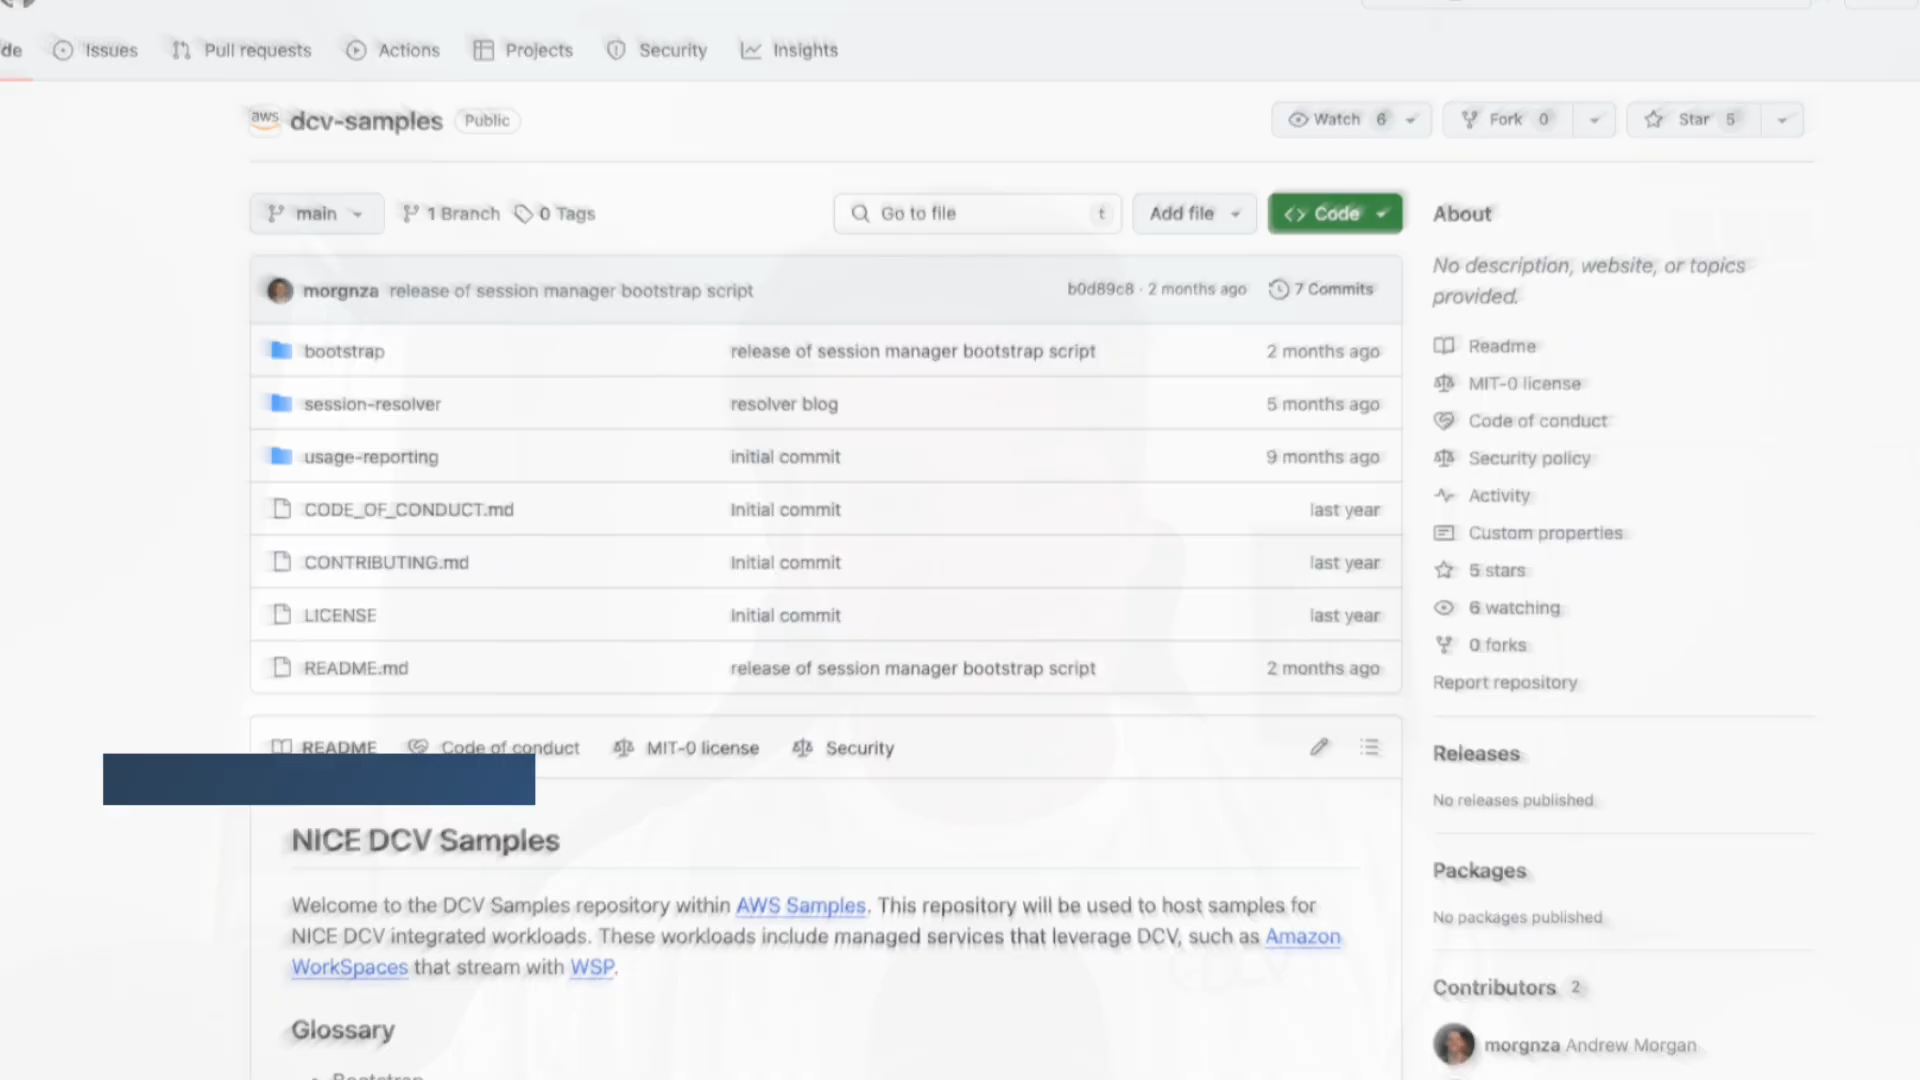 de Issues Pull requests Actions Projects Security Insights
aws dcv-samples Public Watch 6 Fork 0 Star 5
main 1 Branch 0 Tags Go to file t Add file Code
morgnza release of session manager bootstrap script b0d89c8 · 2 months ago 7 Commits
bootstrap release of session manager bootstrap script 2 months ago
session-resolver resolver blog 5 months ago
usage-reporting initial commit 9 months ago
CODE_OF_CONDUCT.md Initial commit last year
CONTRIBUTING.md Initial commit last year
LICENSE Initial commit last year
README.md release of session manager bootstrap script 2 months ago
README Code of conduct MIT-0 license Security
NICE DCV Samples
Welcome to the DCV Samples repository within AWS Samples. This repository will be used to host samples for
NICE DCV integrated workloads. These workloads include managed services that leverage DCV, such as Amazon
WorkSpaces that stream with WSP.
Glossary
Bootstrap
About
No description, website, or topics
provided.
Readme
MIT-0 license
Code of conduct
Security policy
Activity
Custom properties
5 stars
6 watching
0 forks
Report repository
Releases
No releases published
Packages
No packages published
Contributors 2
morgnza Andrew Morgan